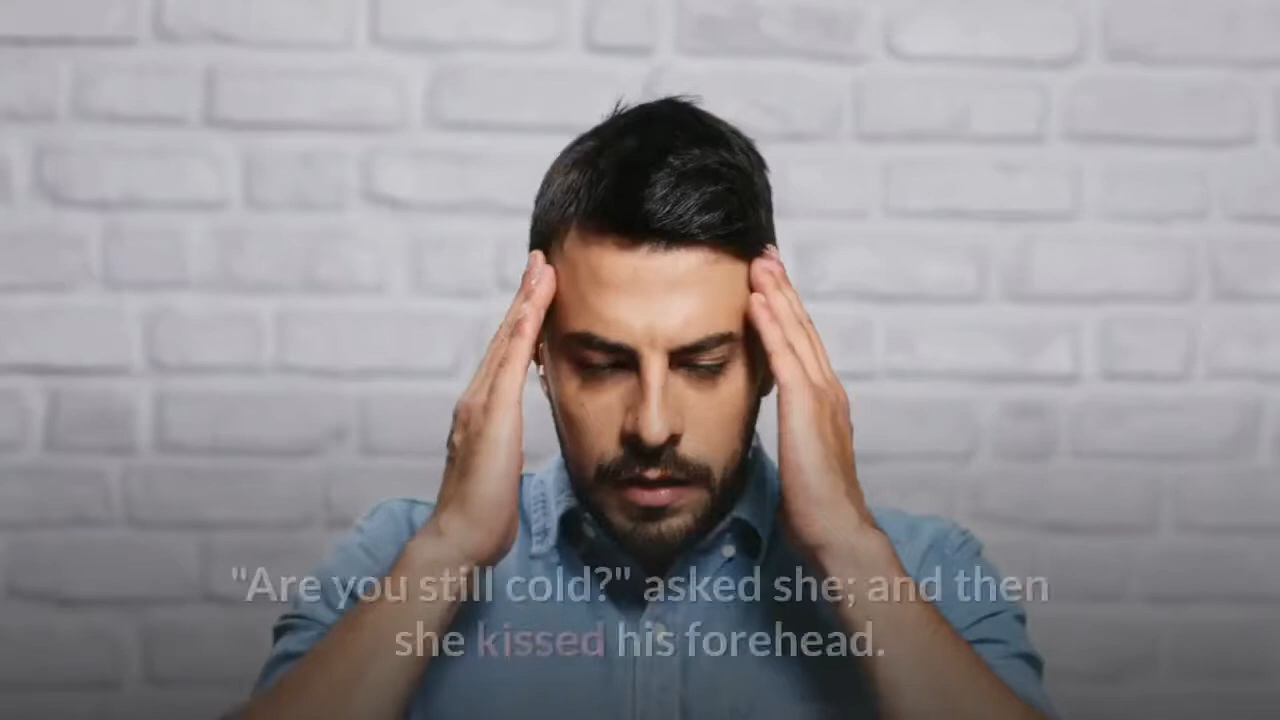 "Are you still cold?" asked she; and then
she kissed his forehead.